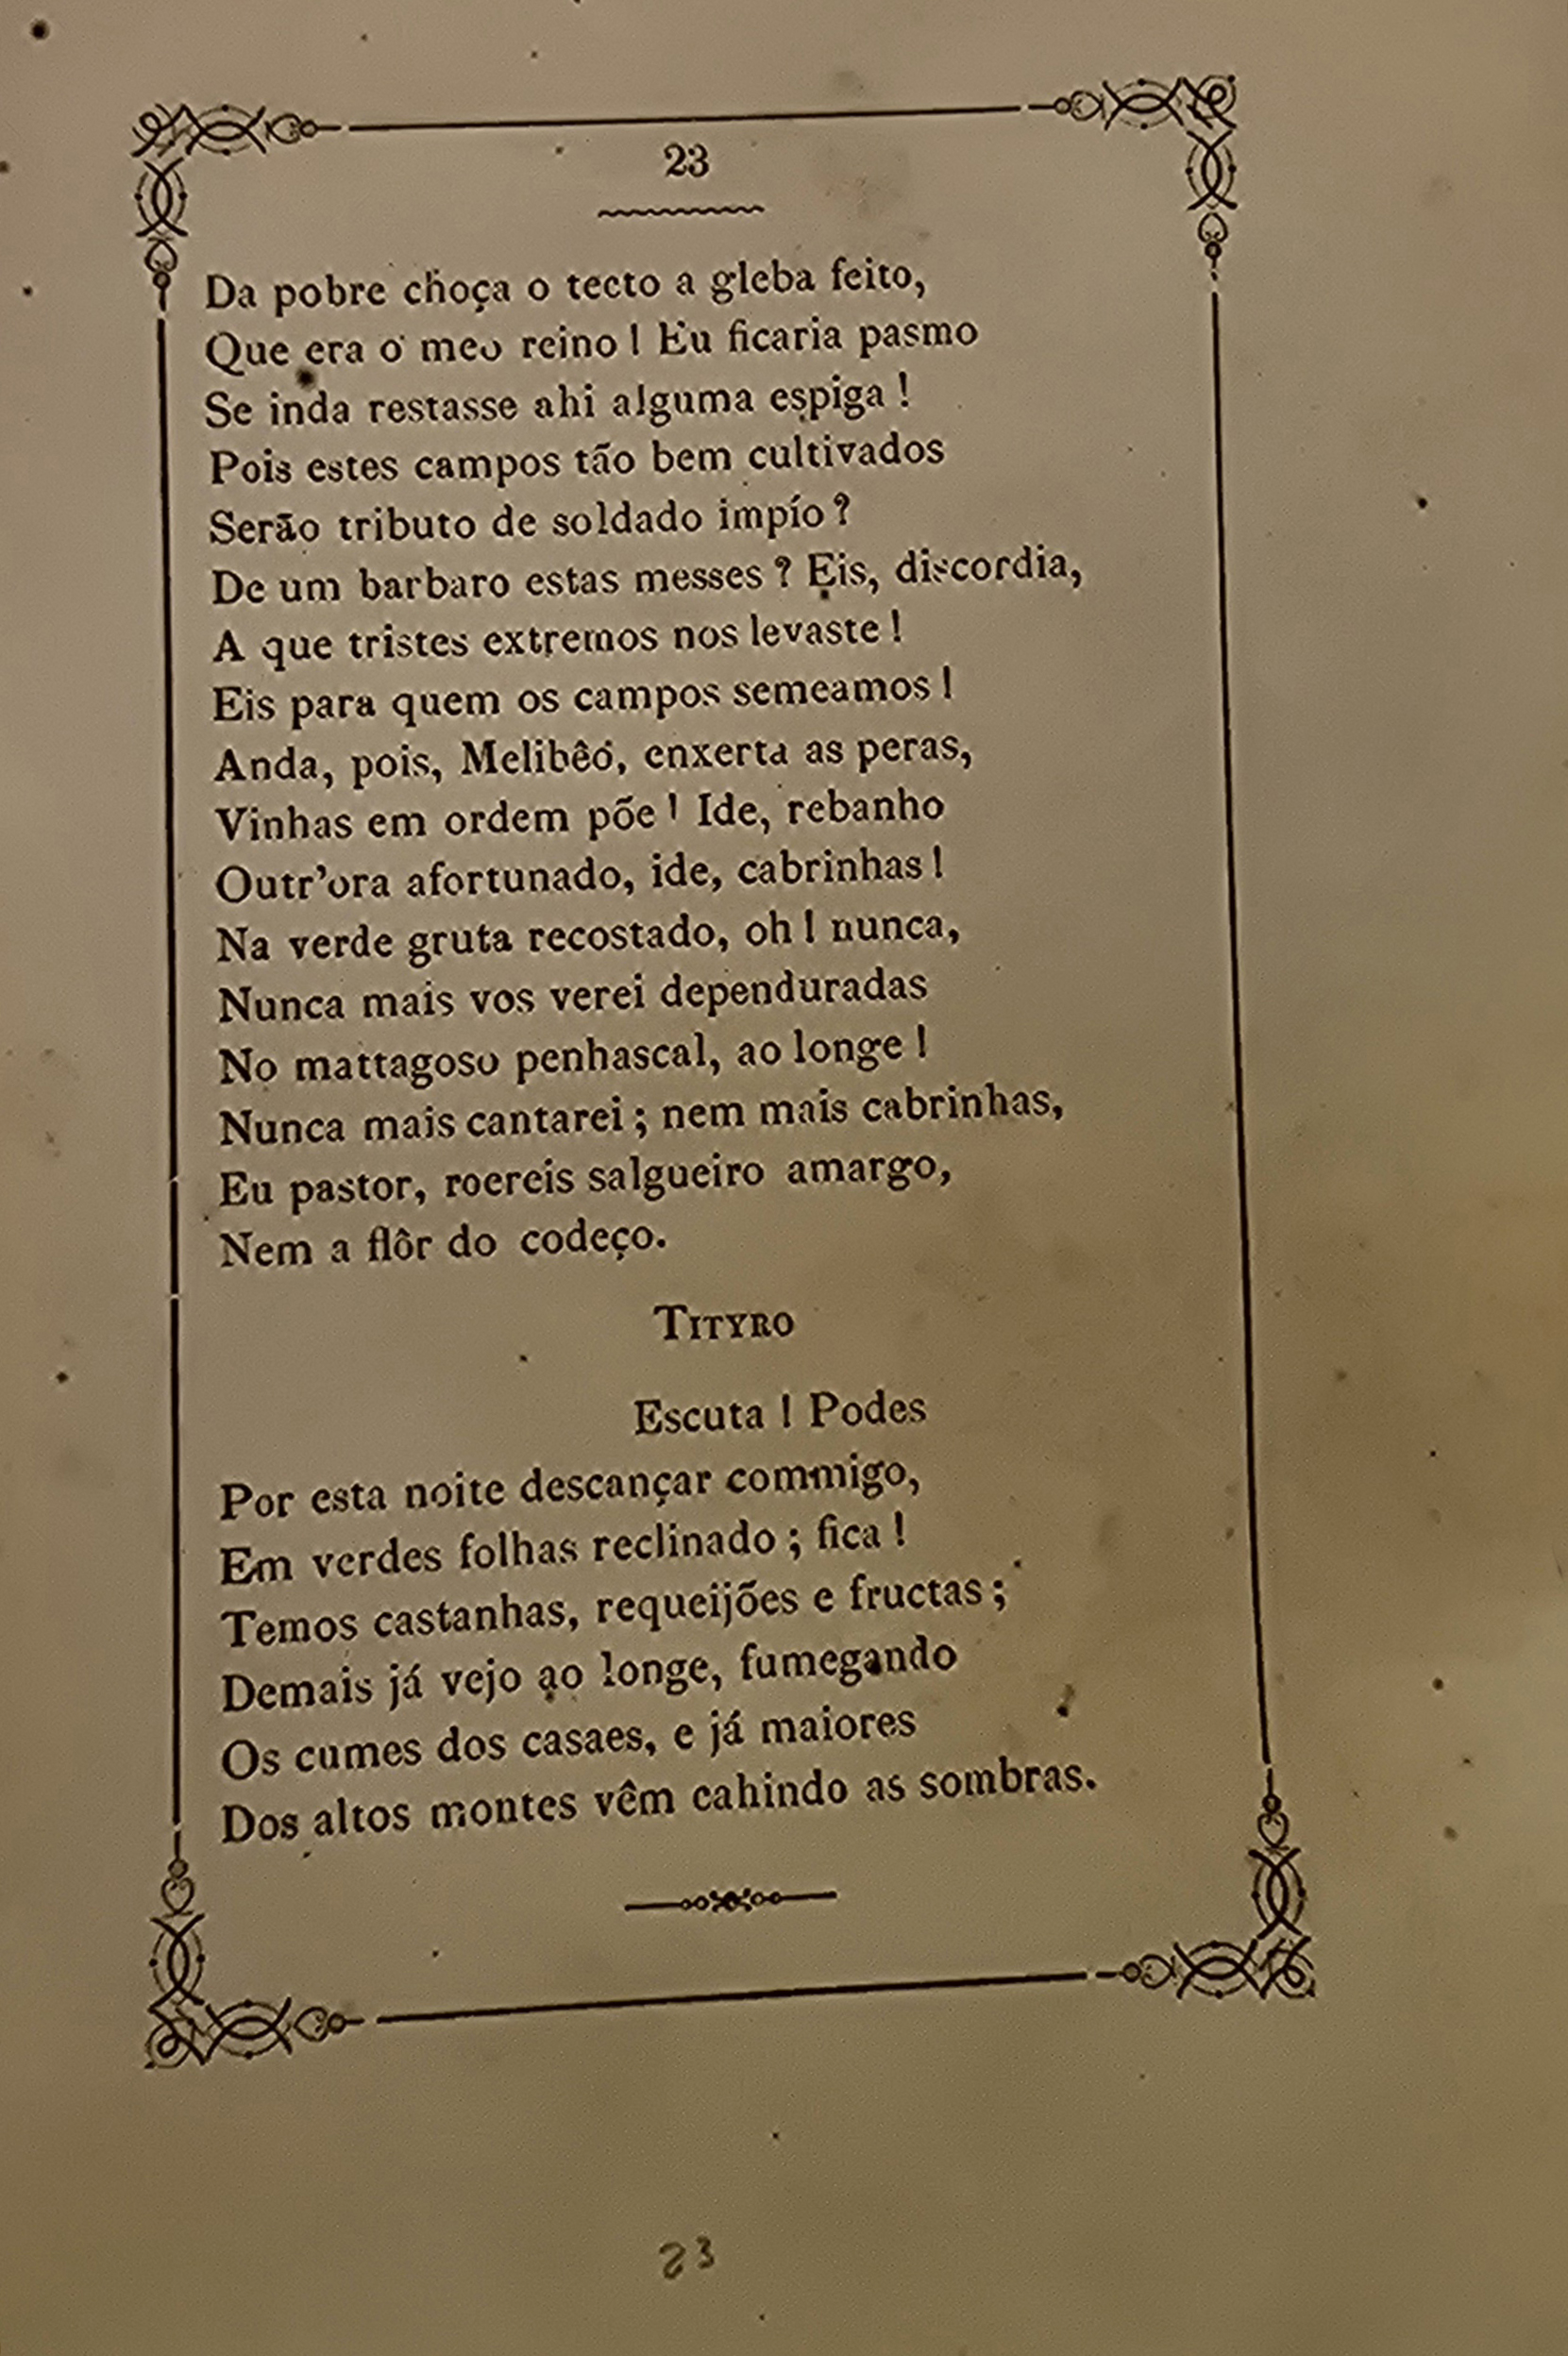 23
Da pobre choça o tecto a gleba feito,
Que era o meo reino ! Eu ficaria pasmo
Se inda restasse ahi alguma espiga !
Pois estes campos tão bem cultivados
Serão tributo de soldado impío ?
De um barbaro estas messes ? Eis, discordia,
A que tristes extremos nos levaste !
Eis para quem os campos semeamos !
Anda, pois, Melibêo, enxerta as peras,
Vinhas em ordem põe ! Ide, rebanho
Outr'ora afortunado, ide, cabrinhas !
Na verde gruta recostado, oh ! nunca,
Nunca mais vos verei dependuradas
No mattagoso penhascal, ao longe !
Nunca mais cantarei ; nem mais cabrinhas,
Eu pastor, roereis salgueiro amargo,
Nem a flôr do codeço.
TITYRO
Escuta ! Podes
Por esta noite descançar commigo,
Em verdes folhas reclinado ; fica !
Temos castanhas, requeijões e fructas ;
Demais já vejo ao longe, fumegando
Os cumes dos casaes, e já maiores
Dos altos montes vêm cahindo as sombras.
23